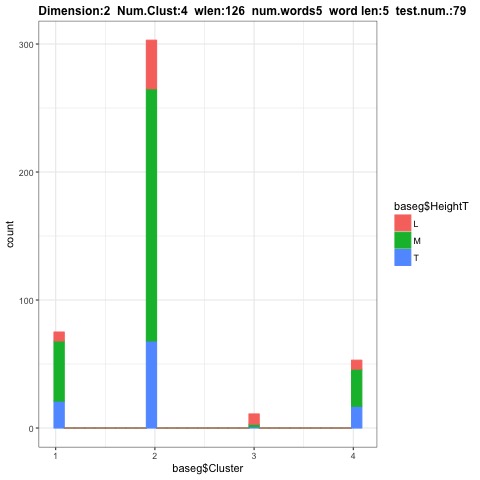 Dimension:2 Num.Clust:4 wlen:126 num.words5 word len:5 test.num.:79
300
200
100
0
count
1 2 3 4
baseg$Cluster
baseg$HeightT
L
M
T